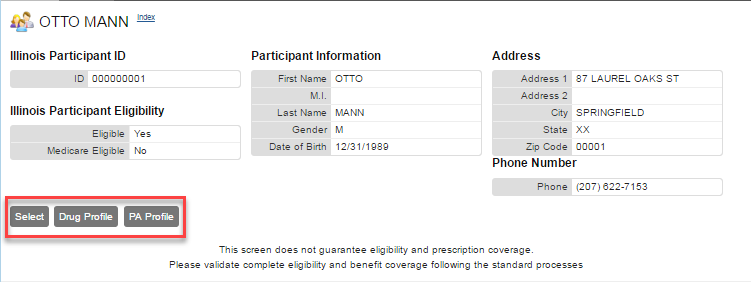 OTTO MANN Index
Illinois Participant ID
ID 000000001
Illinois Participant Eligibility
Eligible Yes
Medicare Eligible No
Participant Information
First Name OTTO
M.I.
Last Name MANN
Gender M
Date of Birth 12/31/1989
Address
Address 1 87 LAUREL OAKS ST
Address 2
City SPRINGFIELD
State XX
Zip Code 00001
Phone Number
Phone (207) 622-7153
Select Drug Profile PA Profile
This screen does not guarantee eligibility and prescription coverage.
Please validate complete eligibility and benefit coverage following the standard processes